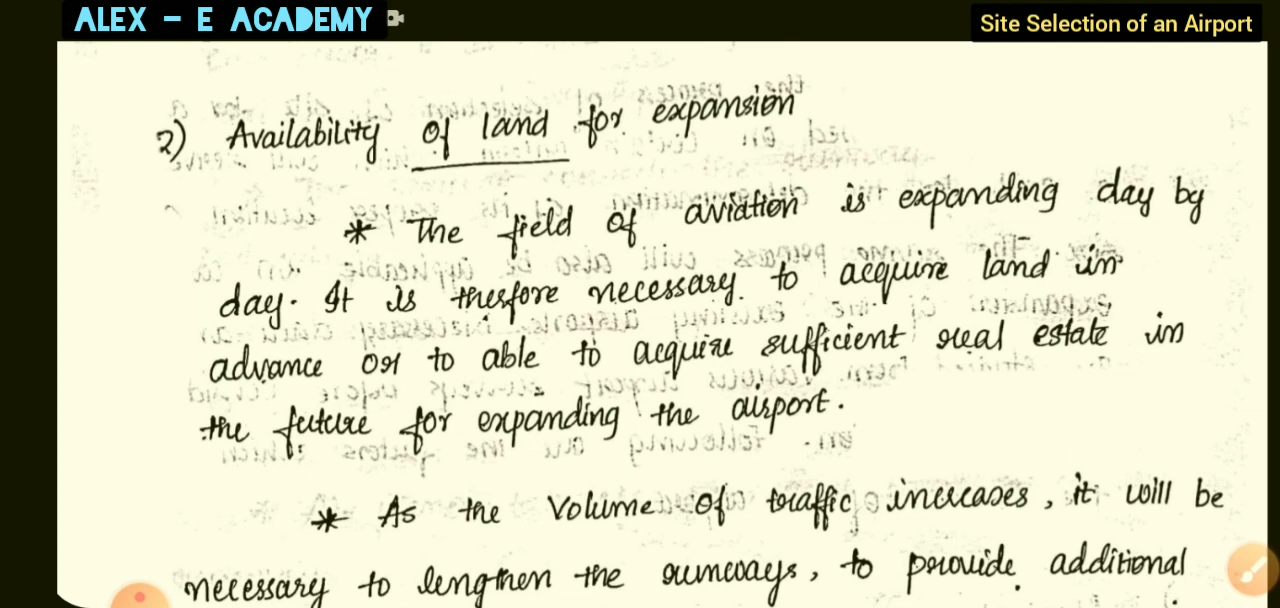 ALEX - E ACADEMY
Site Selection of an Airport
2) Availability of land for expansion
* The field of aviation is expanding day by
day. It is therfore necessary to acquire land in
advance or to able to acquire sufficient real estate in
the future for expanding the airport.
* As the Volume of traffic increases, it will be
necessary to lengthen the runways, to provide additional